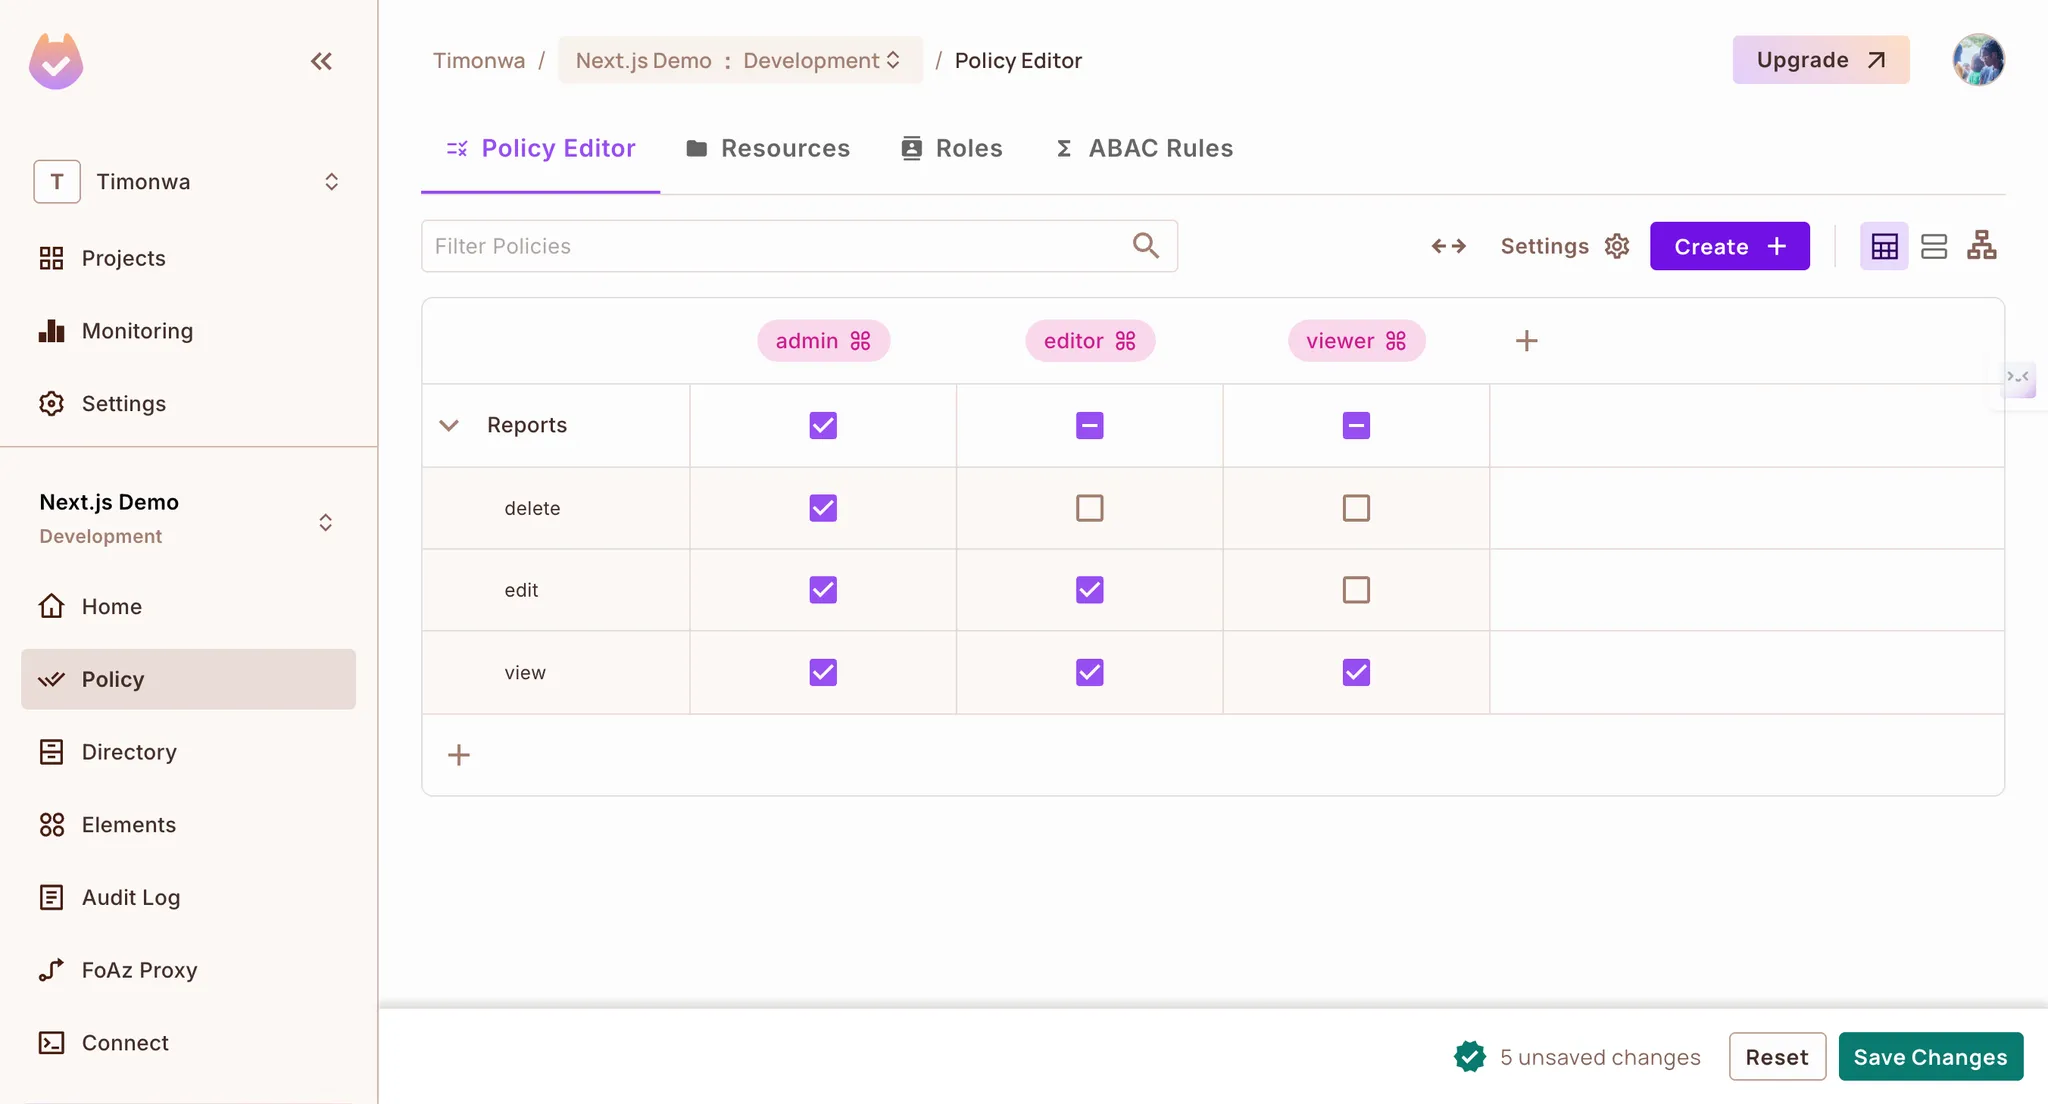 Timonwa / Next.js Demo : Development / Policy Editor
Upgrade
T Timonwa
Projects
Monitoring
Settings
Next.js Demo
Development
Home
Policy
Directory
Elements
Audit Log
FoAz Proxy
Connect
Policy Editor Resources Roles Σ ABAC Rules
Filter Policies
Settings
Create +
admin editor viewer +
Reports
delete
edit
view
+
5 unsaved changes
Reset
Save Changes